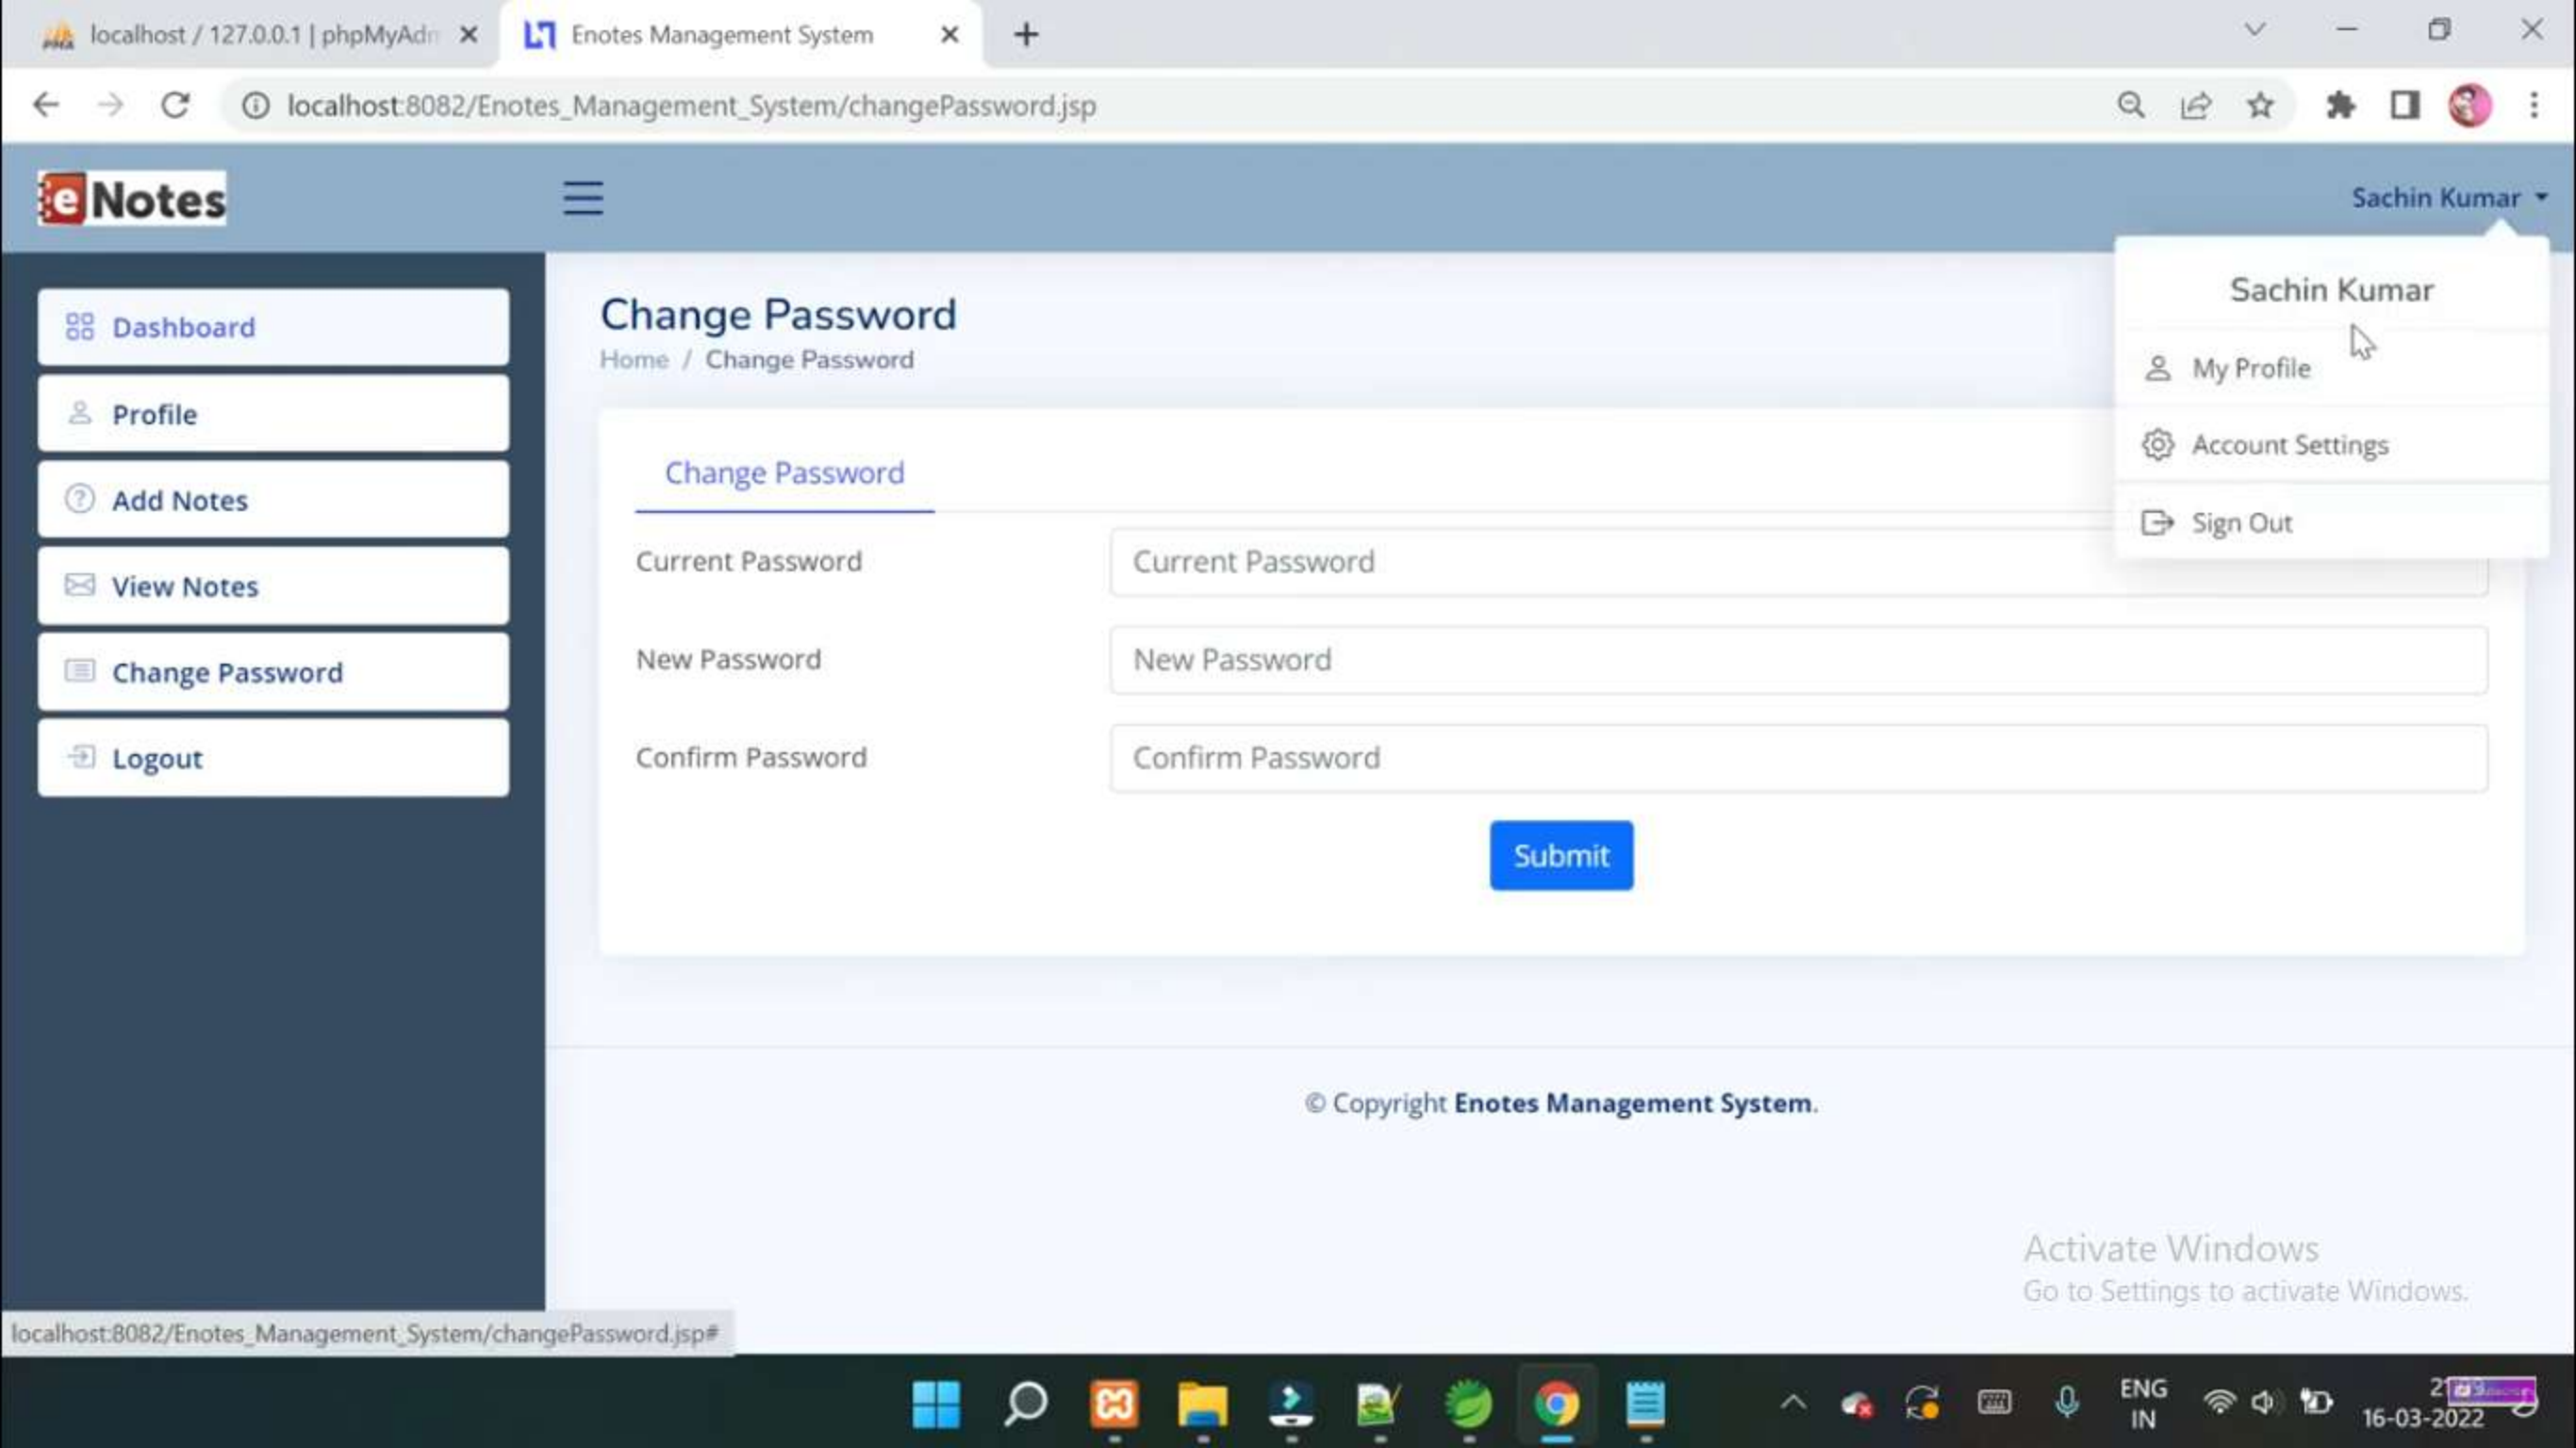 localhost / 127.0.0.1 | phpMyAdm
Enotes Management System
localhost:8082/Enotes_Management_System/changePassword.jsp
eNotes
Sachin Kumar
Sachin Kumar
My Profile
Account Settings
Sign Out
Dashboard
Profile
Add Notes
View Notes
Change Password
Logout
Change Password
Home / Change Password
Change Password
Current Password Current Password
New Password New Password
Confirm Password Confirm Password
Submit
© Copyright Enotes Management System.
Activate Windows
Go to Settings to activate Windows.
localhost:8082/Enotes_Management_System/changePassword.jsp#
ENG
IN
16-03-2022